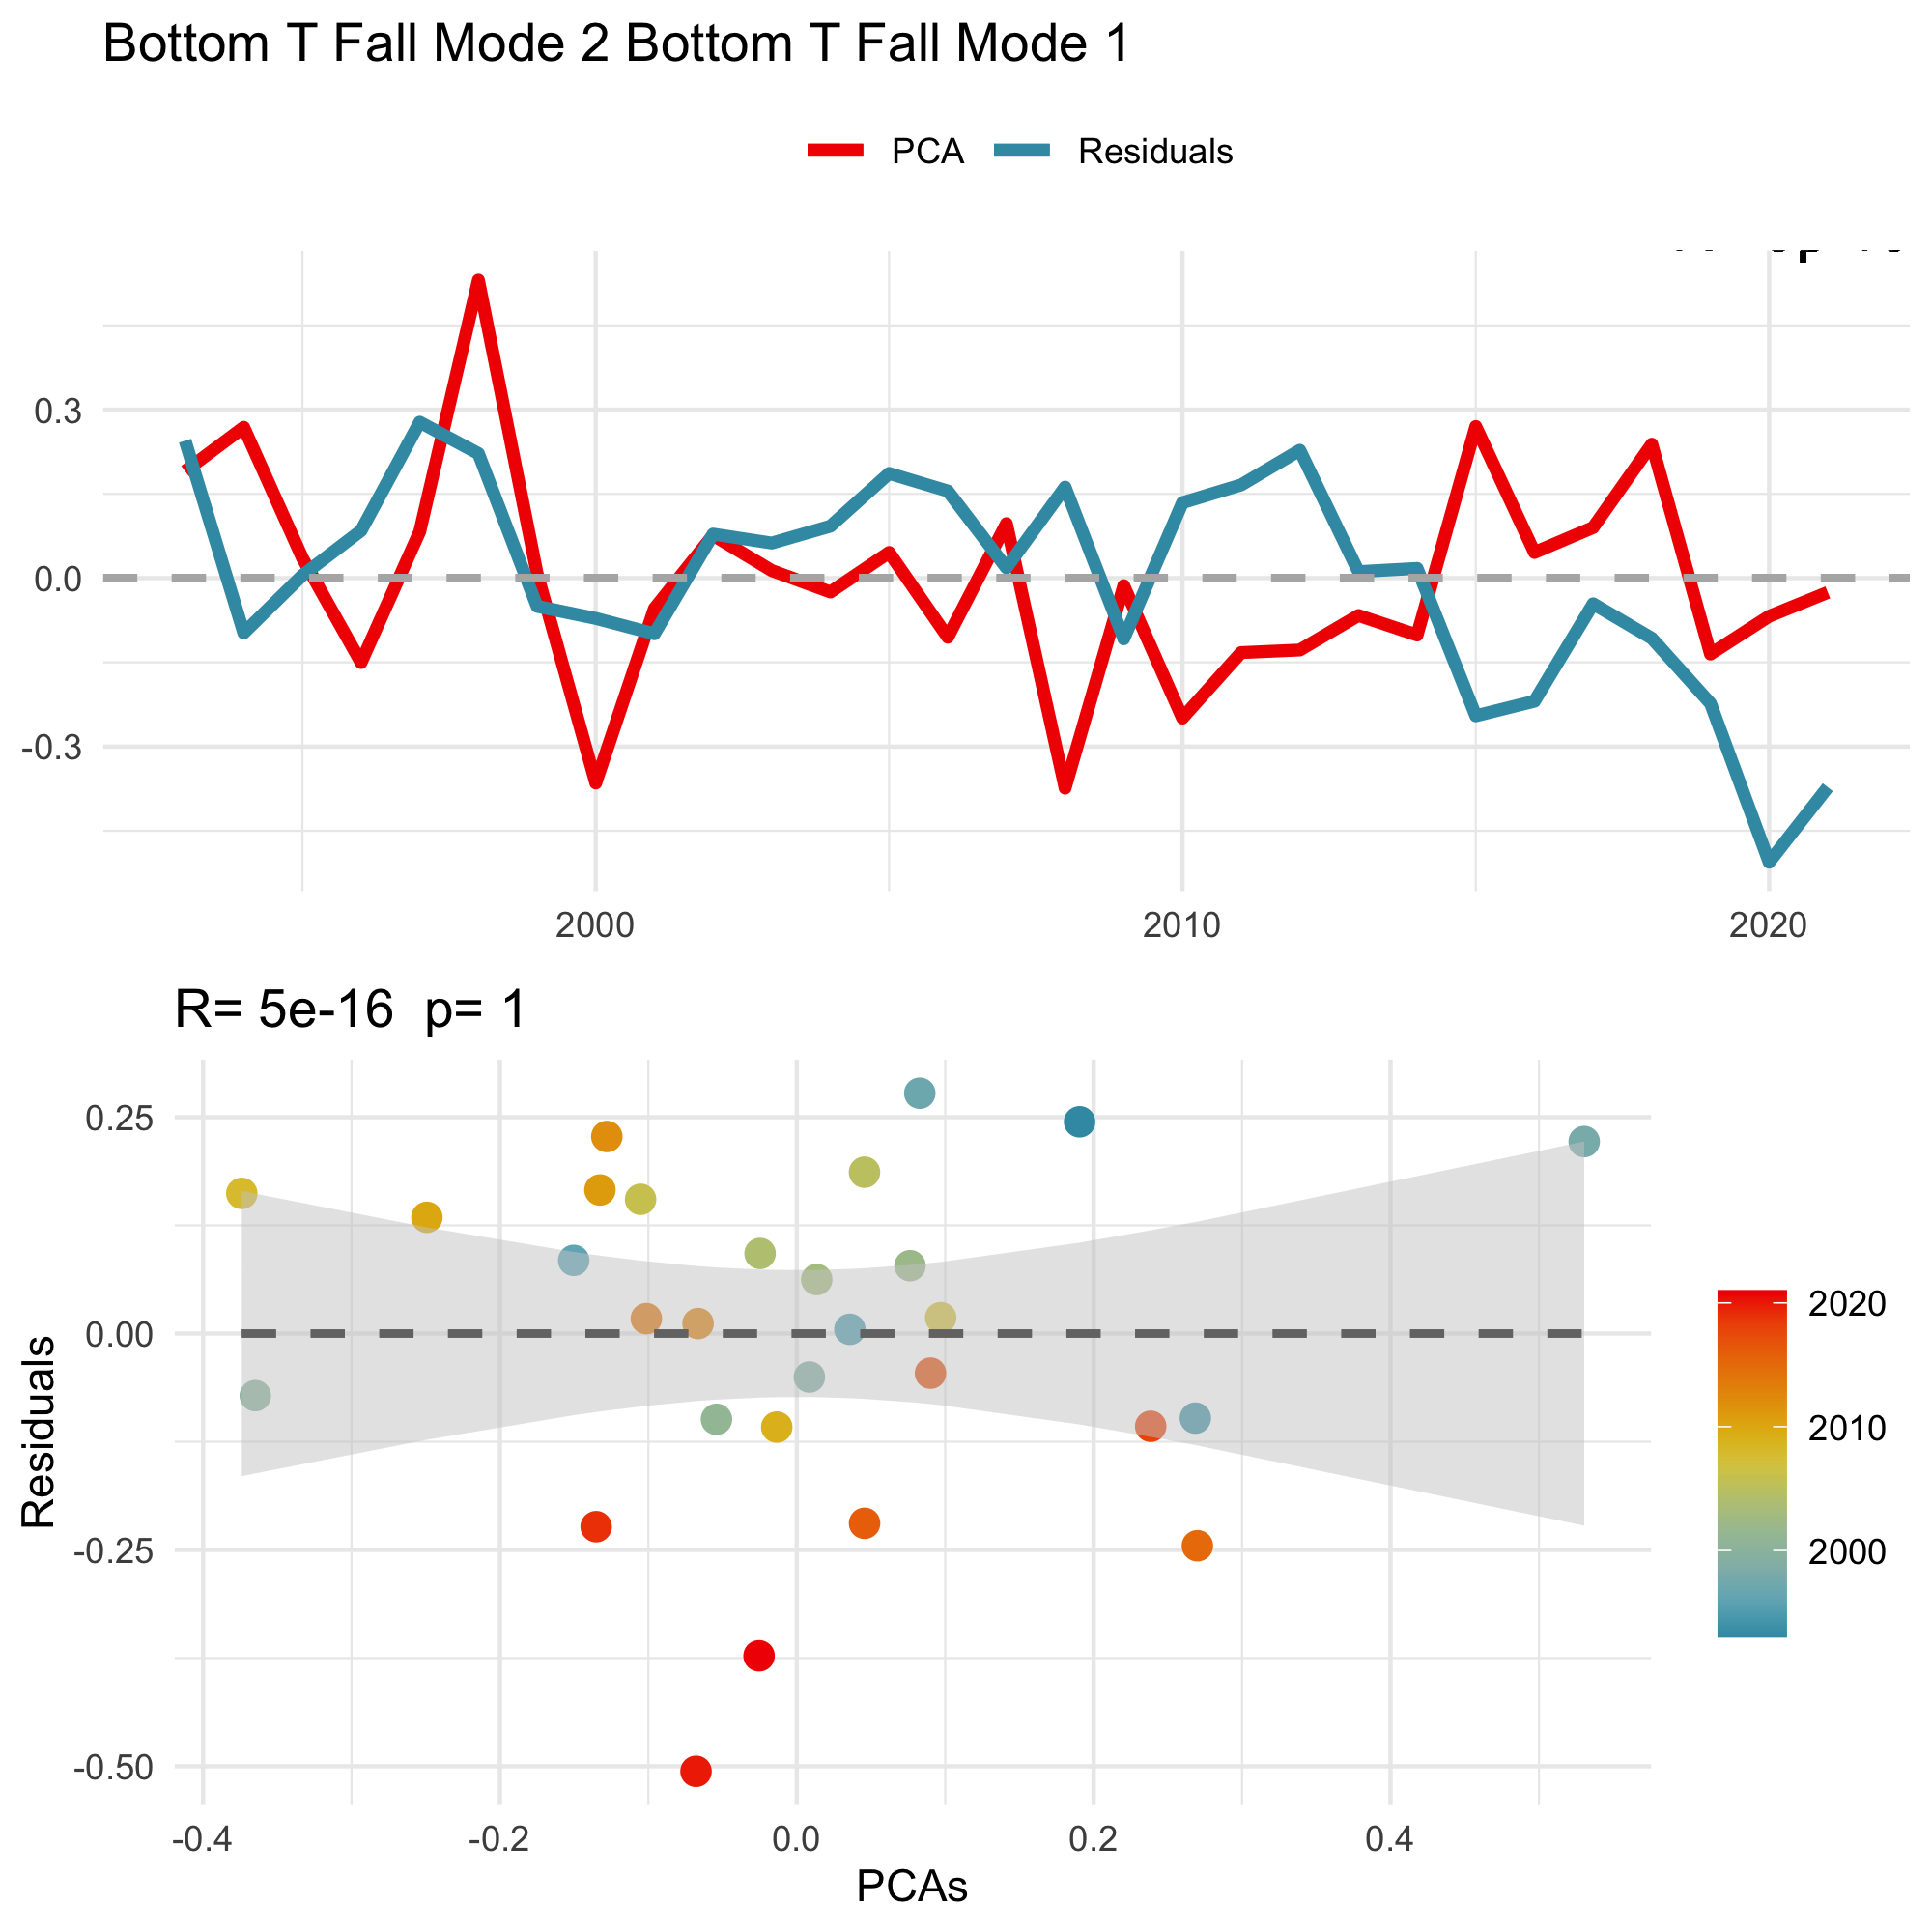 Bottom T Fall Mode 2 Bottom T Fall Mode 1
PCA Residuals
0.3
0.0
-0.3
2000 2010 2020
R= 5e-16 p= 1
0.25
0.00
-0.25
-0.50
Residuals
-0.4 -0.2 0.0 0.2 0.4
PCAs
2020
2010
2000